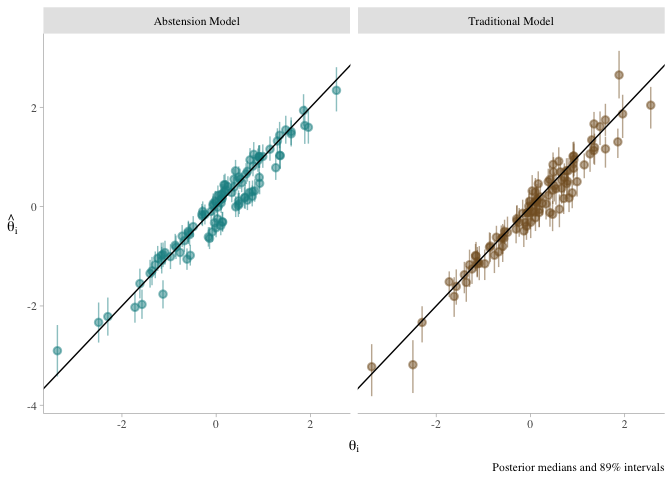 Abstension Model Traditional Model
2
0
-2
-4
θ̂i
-2 0 2 -2 0 2
θi
Posterior medians and 89% intervals